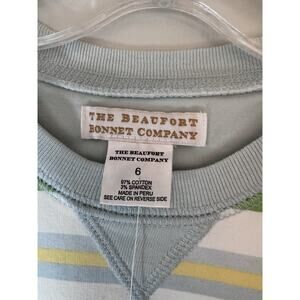 THE BEAUFORT
BONNET COMPANY
THE BEAUFORT
BONNET COMPANY
6
97% COTTON
3% SPANDEX
MADE IN PERU
SEE CARE ON REVERSE SIDE